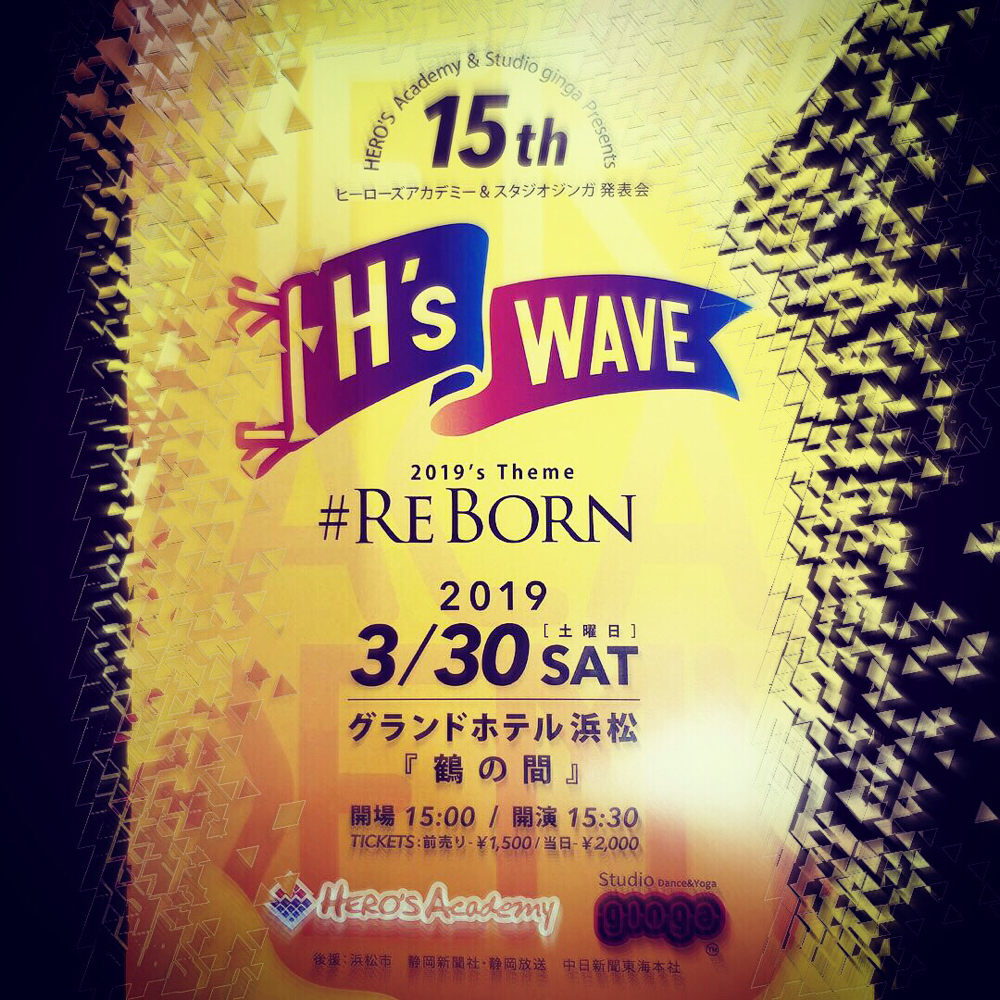 HERO'S Academy & Studio ginga Presents
15th
ヒーローズアカデミー&スタジオジンガ 発表会
H's WAVE
2019's Theme
#REBORN
2019
3/30 [土曜日] SAT
グランドホテル浜松
『鶴の間』
開場 15:00 / 開演 15:30
TICKETS:前売り-¥1,500/当日-¥2,000
HERO'S Academy
Studio Dance&Yoga
ginga
TM
後援:浜松市 静岡新聞社・静岡放送 中日新聞東海本社